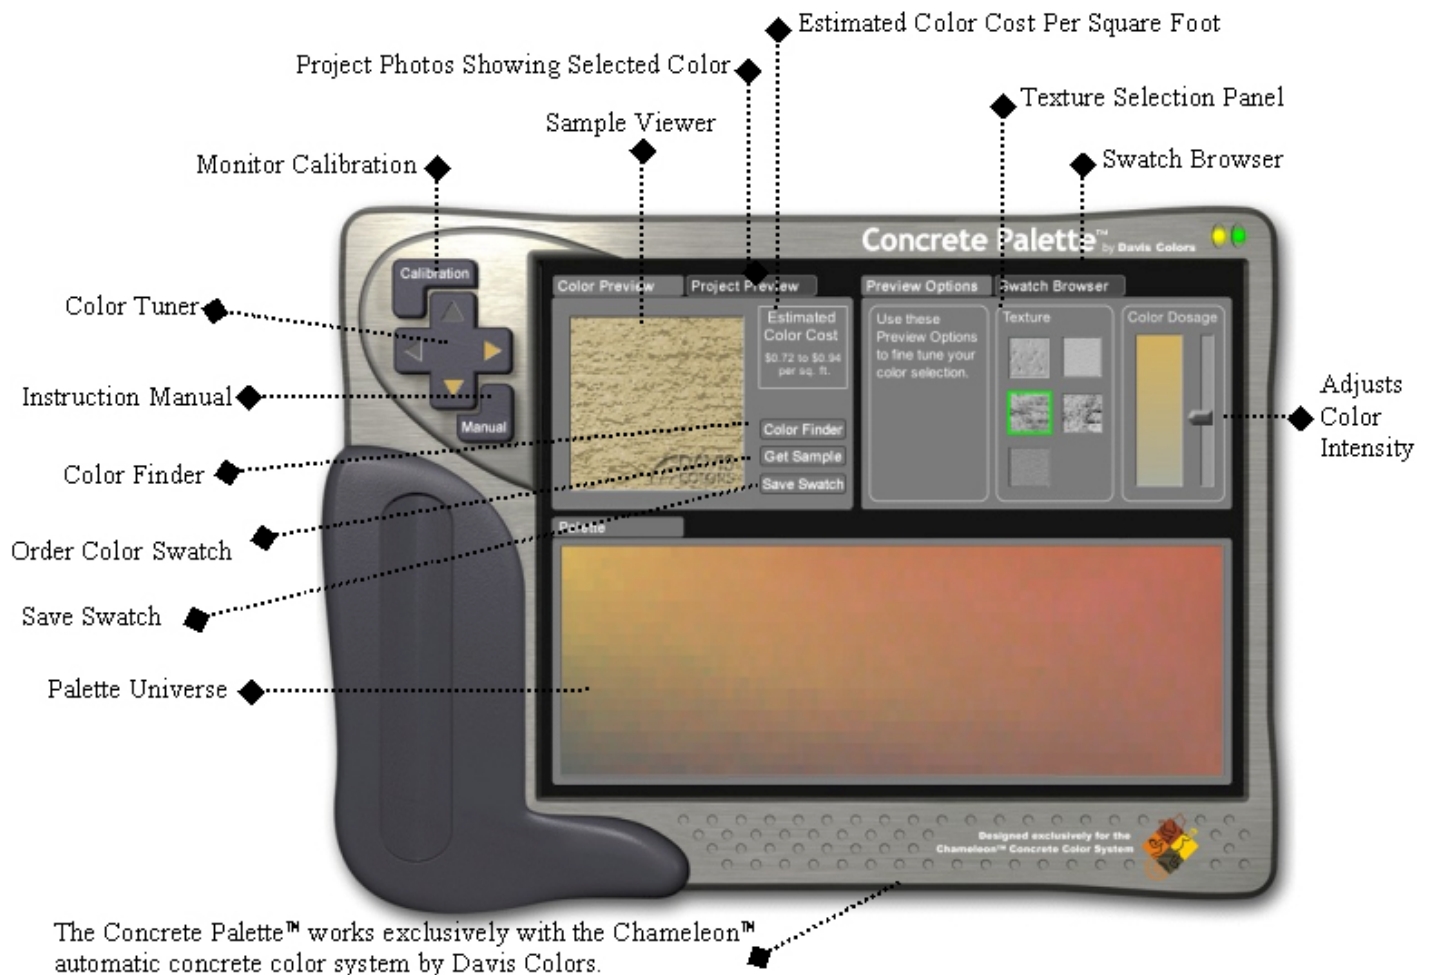 Estimated Color Cost Per Square Foot
Project Photos Showing Selected Color
Texture Selection Panel
Sample Viewer
Swatch Browser
Monitor Calibration
Concrete Palette™ by Davis Colors
Calibration
Color Preview
Project Preview
Preview Options
Swatch Browser
Color Tuner
Estimated
Color Cost
$0.72 to $0.94
per sq. ft.
Use these
Preview Options
to fine tune your
color selection.
Texture
Color Dosage
Instruction Manual
Manual
Adjusts
Color
Intensity
Color Finder
Get Sample
Save Swatch
DAVIS
COLORS
Color Finder
Order Color Swatch
Palette
Save Swatch
Palette Universe
Designed exclusively for the
Chameleon™ Concrete Color System
The Concrete Palette™ works exclusively with the Chameleon™
automatic concrete color system by Davis Colors.